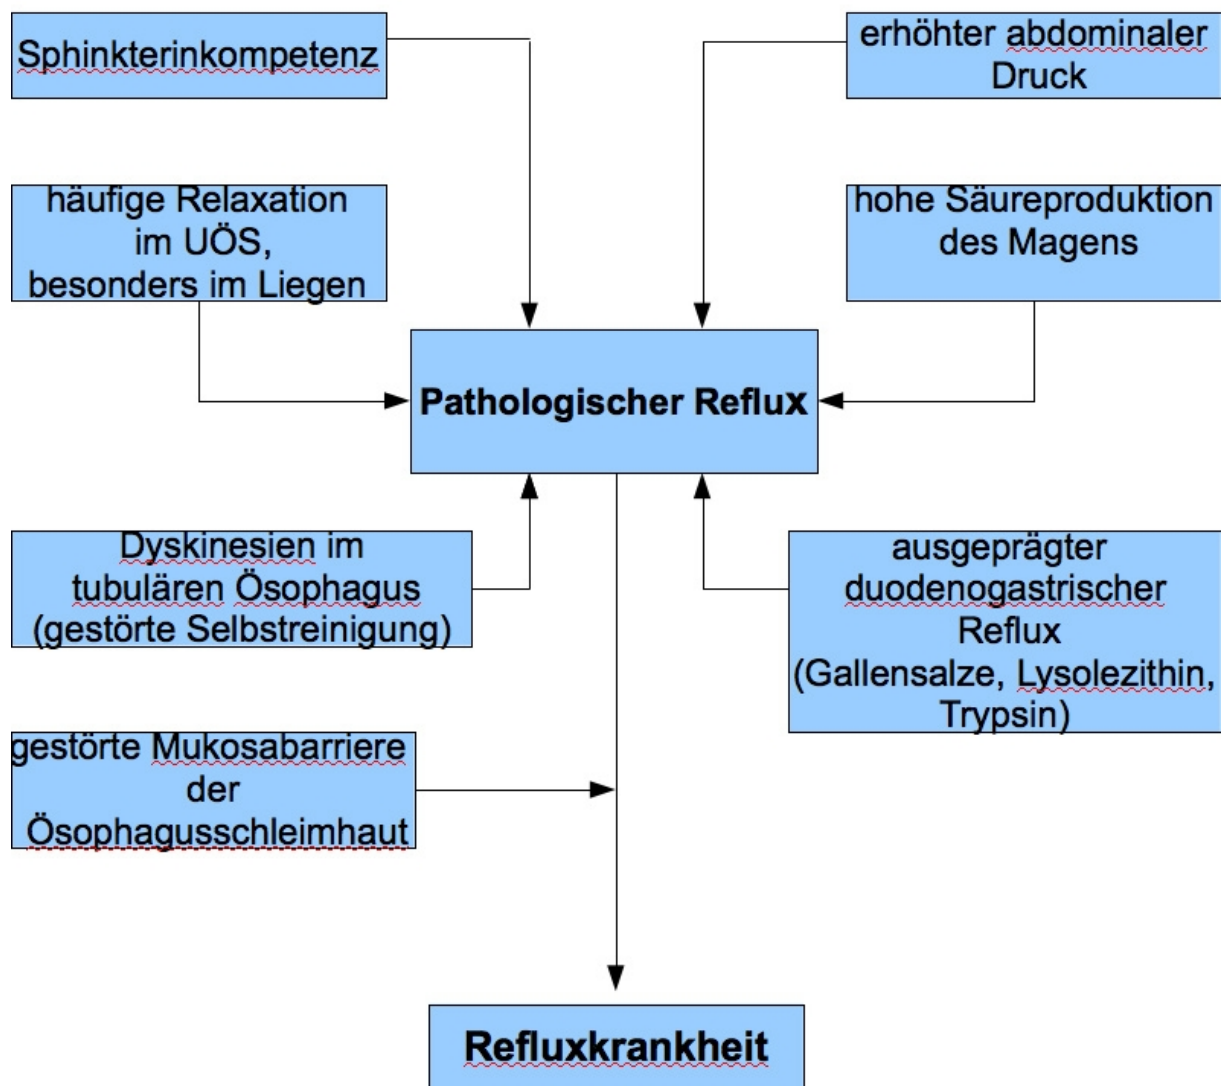 Sphinkterinkompetenz
erhöhter abdominaler
Druck
häufige Relaxation
im UÖS,
besonders im Liegen
hohe Säureproduktion
des Magens
Pathologischer Reflux
Dyskinesien im
tubulären Ösophagus
(gestörte Selbstreinigung)
ausgeprägter
duodenogastrischer
Reflux
(Gallensalze, Lysolezithin,
Trypsin)
gestörte Mukosabarriere
der
Ösophagusschleimhaut
Refluxkrankheit